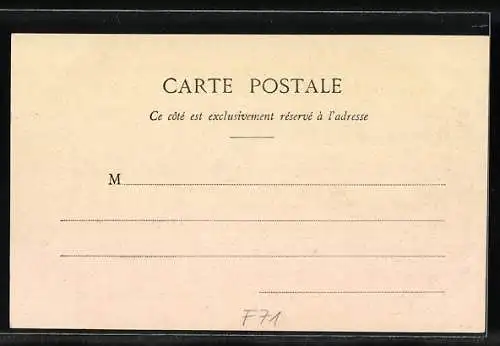 CARTE POSTALE
Ce côté est exclusivement réservé à l'adresse
M
F71